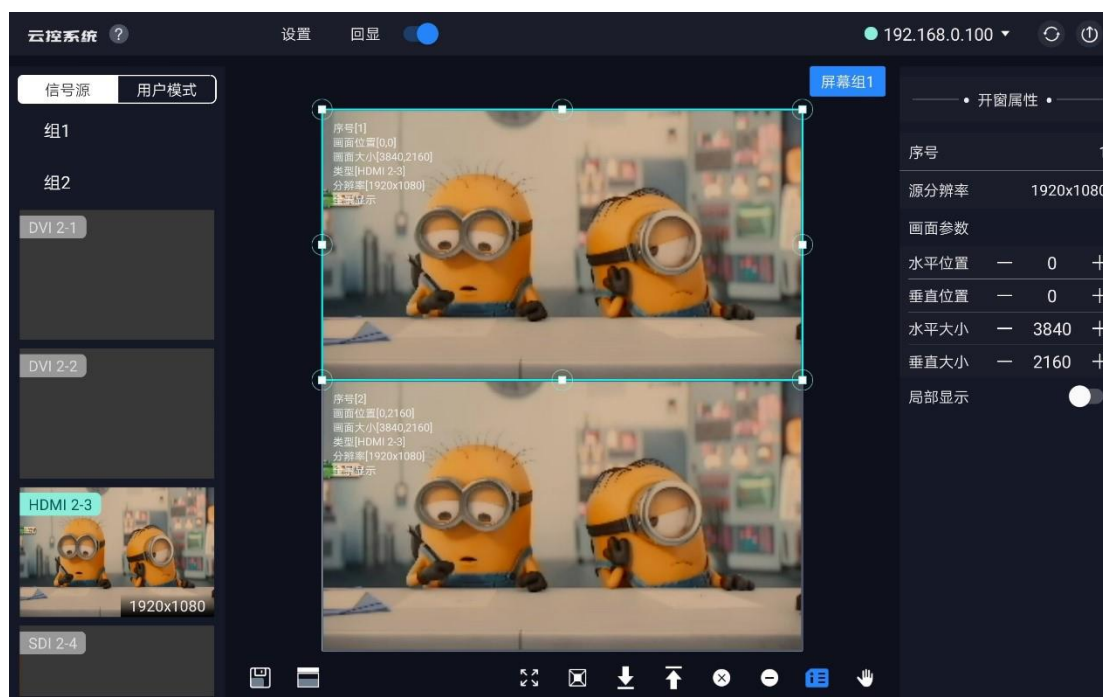 云控系统 ?
设置
回显
192.168.0.100
信号源
用户模式
组1
组2
DVI 2-1
DVI 2-2
HDMI 2-3
1920x1080
SDI 2-4
屏幕组1
序号[1]
画面位置[0,0]
画面大小[3840,2160]
类型[HDMI 2-3]
分辨率[1920x1080]
全屏显示
序号[2]
画面位置[0,2160]
画面大小[3840,2160]
类型[HDMI 2-3]
分辨率[1920x1080]
开窗属性
序号 1
源分辨率 1920x1080
画面参数
水平位置 — 0 +
垂直位置 — 0 +
水平大小 — 3840 +
垂直大小 — 2160 +
局部显示